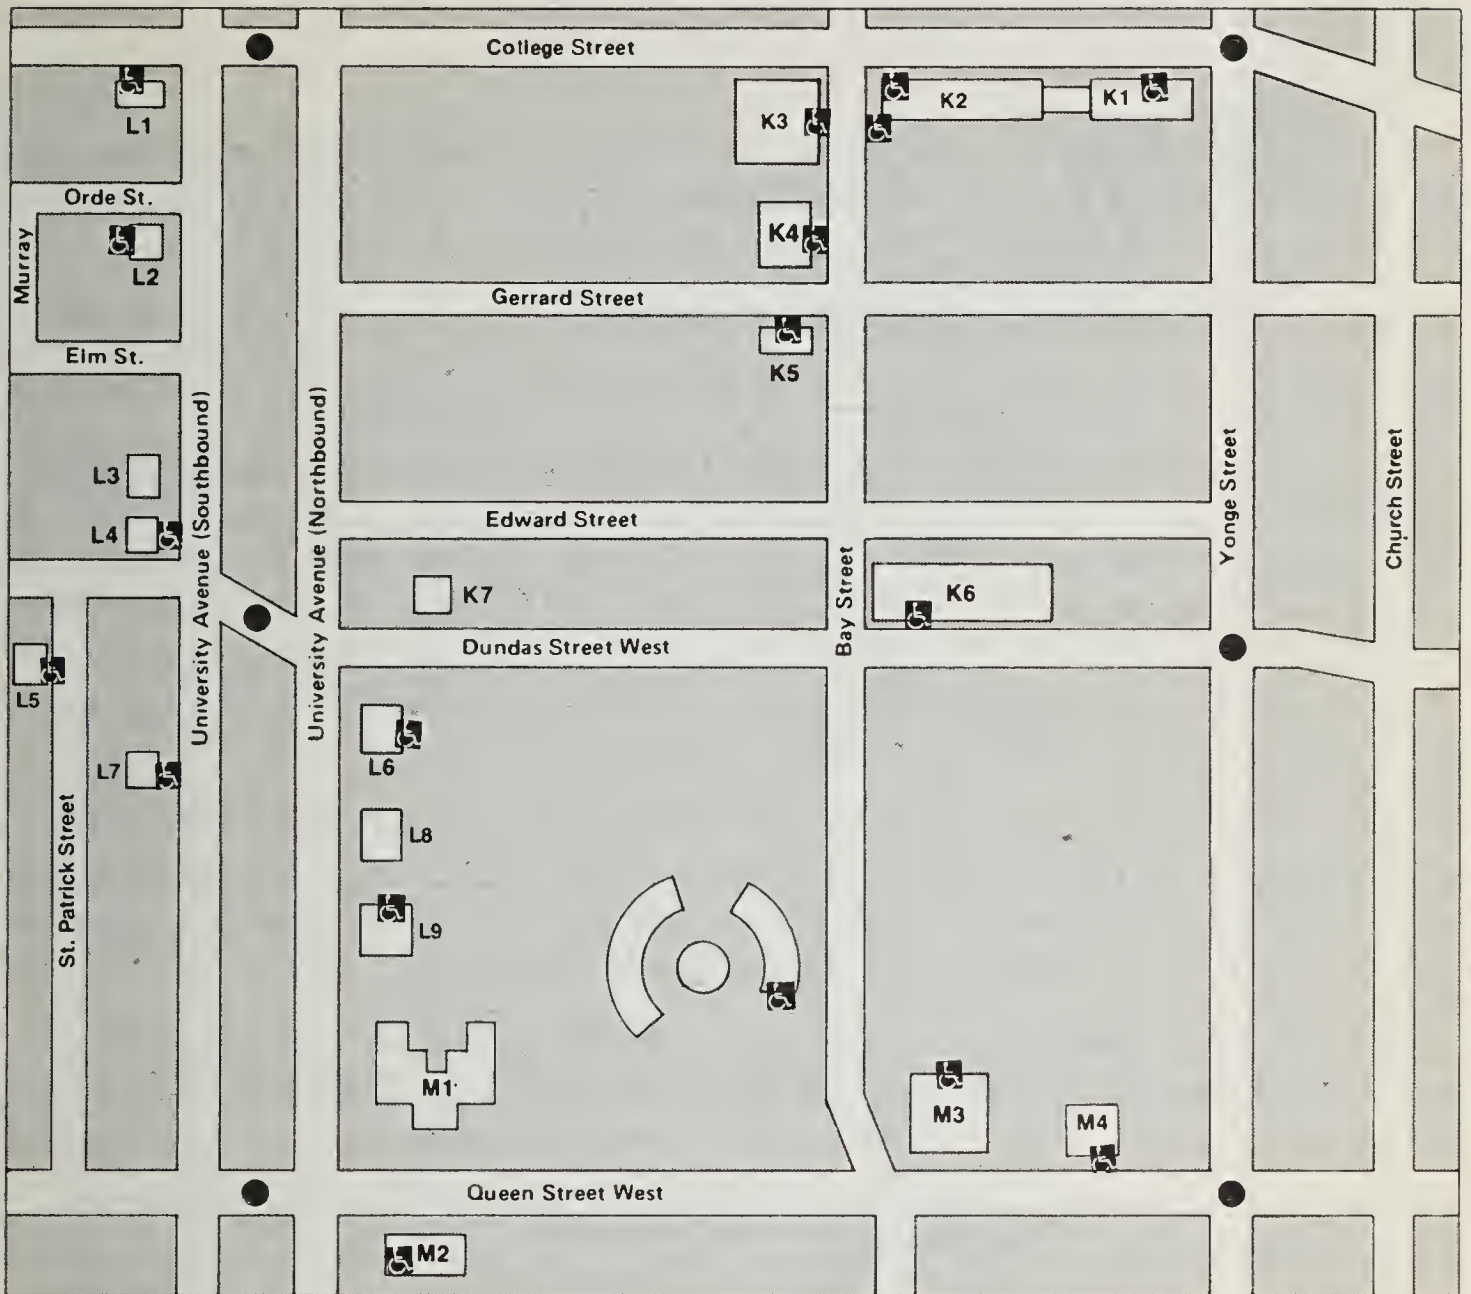 College Street
K2
K1
L1
K3
Orde St.
Murray
L2
K4
Gerrard Street
Elm St.
K5
University Avenue (Southbound)
University Avenue (Northbound)
L3
L4
Edward Street
Yonge Street
Church Street
K7
Bay Street
K6
Dundas Street West
L5
L6
L7
St. Patrick Street
L8
L9
M1
M3
M4
Queen Street West
M2